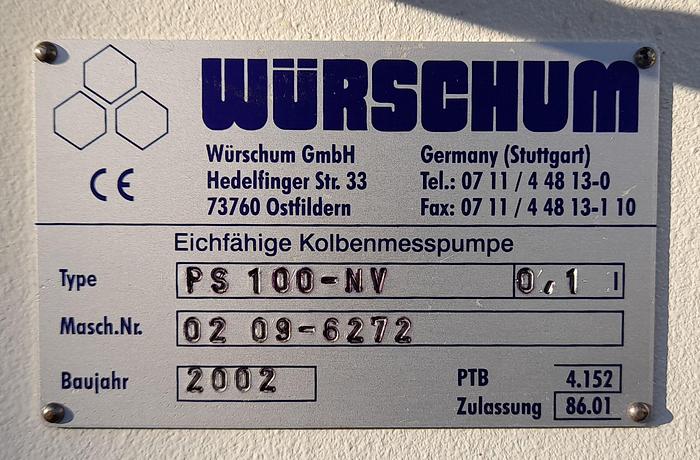 WÜRSCHUM
Würschum GmbH Germany (Stuttgart)
Hedelfinger Str. 33 Tel.: 07 11 / 4 48 13-0
73760 Ostfildern Fax: 07 11 / 4 48 13-1 10
CE
Eichfähige Kolbenmesspumpe
Type PS 100-NV 0,1 l
Masch.Nr. 02 09-6272
Baujahr 2002
PTB 4.152
Zulassung 86.01